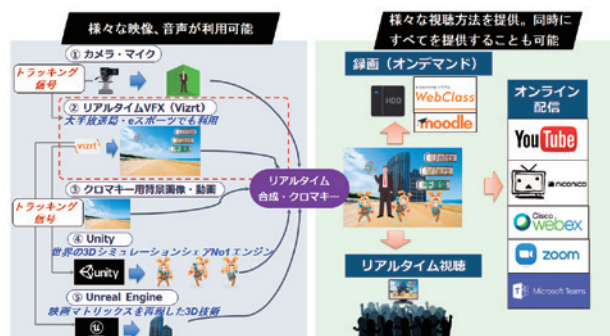 様々な映像、音声が利用可能
① カメラ・マイク
トラッキング
信号
② リアルタイムVFX（Vizrt）
大手放送局・eスポーツでも利用
VIZRT
③ クロマキー用背景画像・動画
トラッキング
信号
④ Unity
世界の3DシミュレーションシェアNo1エンジン
unity
⑤ Unreal Engine
映画マトリックスを再現した3D技術
リアルタイム
合成・クロマキー
様々な視聴方法を提供。同時に
すべてを提供することも可能
録画（オンデマンド）
HDD
WebClass
moodle
Unity
Vizrt
リアルタイム視聴
オンライン
配信
YouTube
niconico
Cisco
webex
zoom
Microsoft Teams